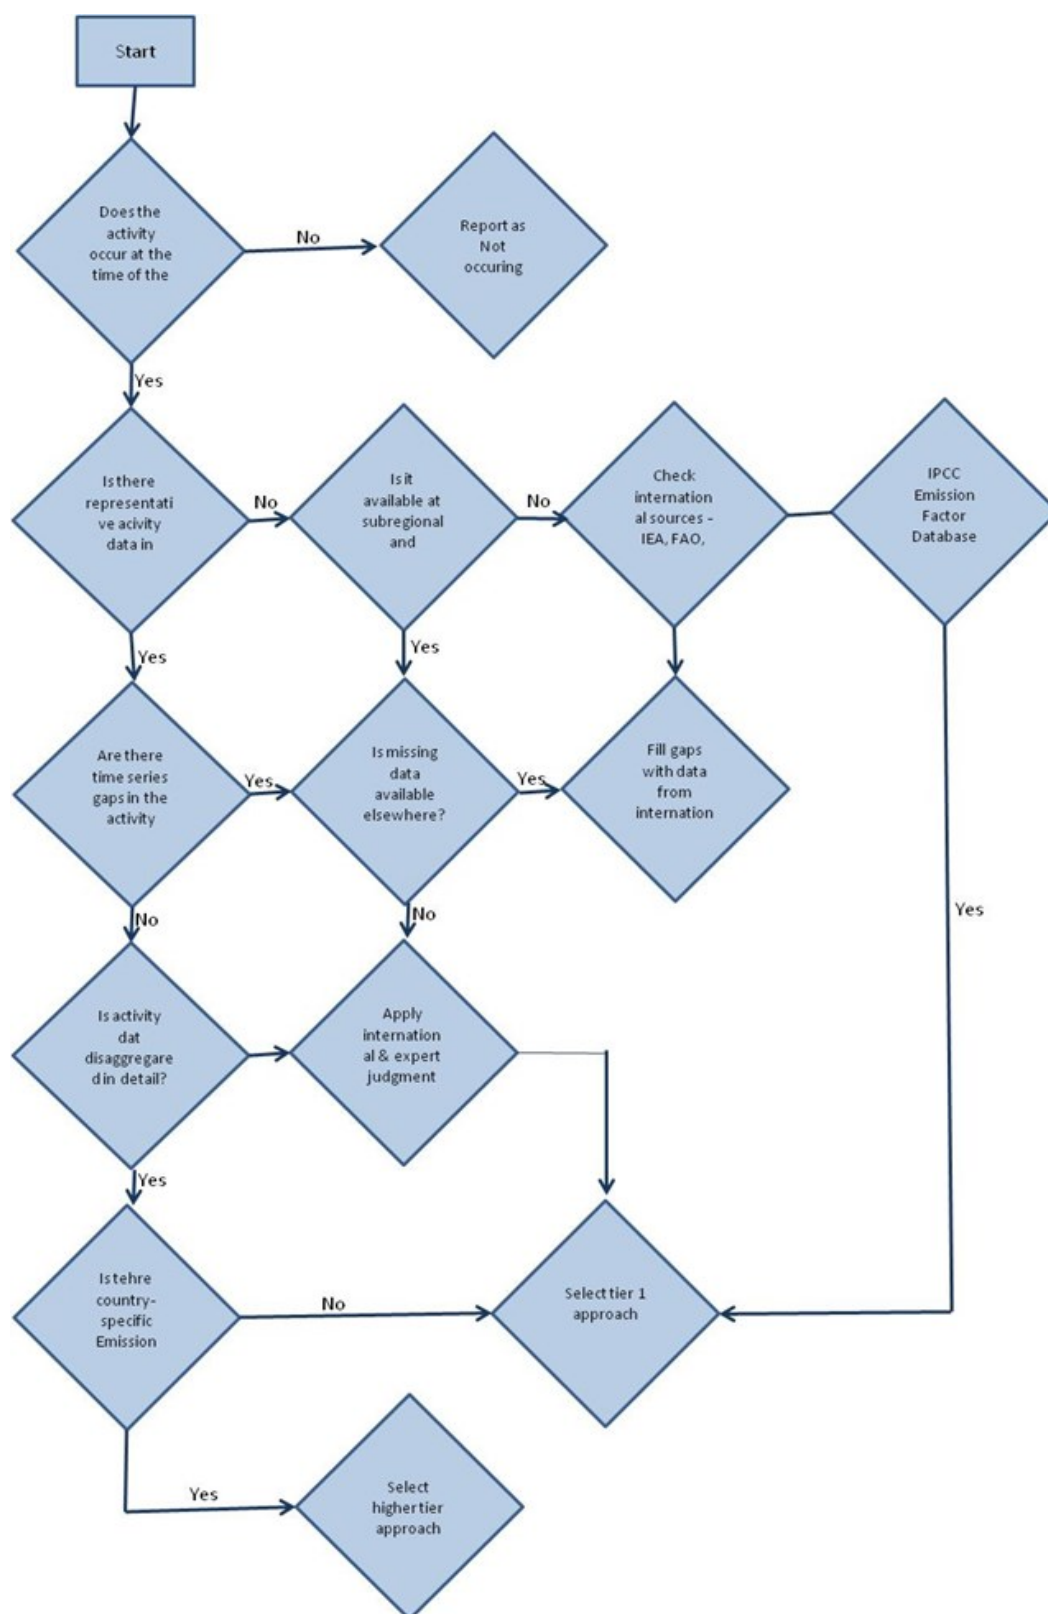 Start
Does the
activity
occur at the
time of the
No
Report as
Not
occuring
Yes
Is there
representati
ve acivity
data in
No
Is it
available at
subregional
and
No
Check
internation
al sources -
IEA, FAO,
IPCC
Emission
Factor
Database
Yes
Yes
Are there
time series
gaps in the
activity
Yes
Is missing
data
available
elsewhere?
Yes
Fill gaps
with data
from
internation
No
No
Yes
Is activity
dat
disaggregare
d in detail?
Apply
internation
al & expert
judgment
Yes
Is tehre
country-
specific
Emission
No
Select tier 1
approach
Yes
Select
higher tier
approach